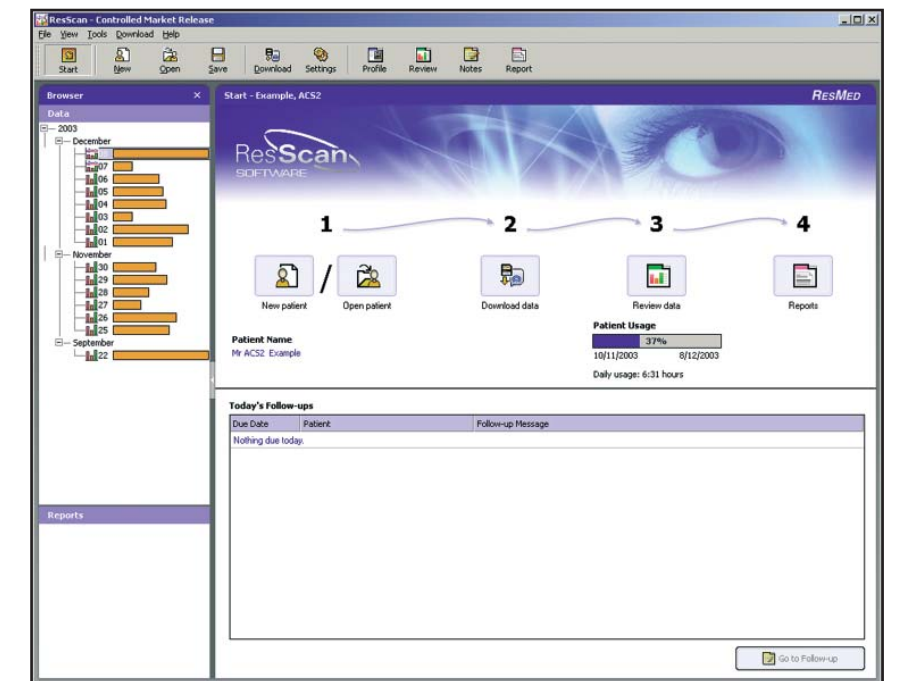 ResScan - Controlled Market Release
File View Tools Download Help
Start New Open Save Download Settings Profile Review Notes Report
Browser
Start - Example, ACS2
RESMED
Data
2003
December
07
06
05
04
03
02
01
November
30
29
28
27
26
25
September
22
ResScan
SOFTWARE
1 2 3 4
/
New patient Open patient Download data Review data Reports
Patient Name
Mr ACS2 Example
Patient Usage
37%
10/11/2003 8/12/2003
Daily usage: 6:31 hours
Today's Follow-ups
Due Date Patient Follow-up Message
Nothing due today.
Reports
Go to Follow-up